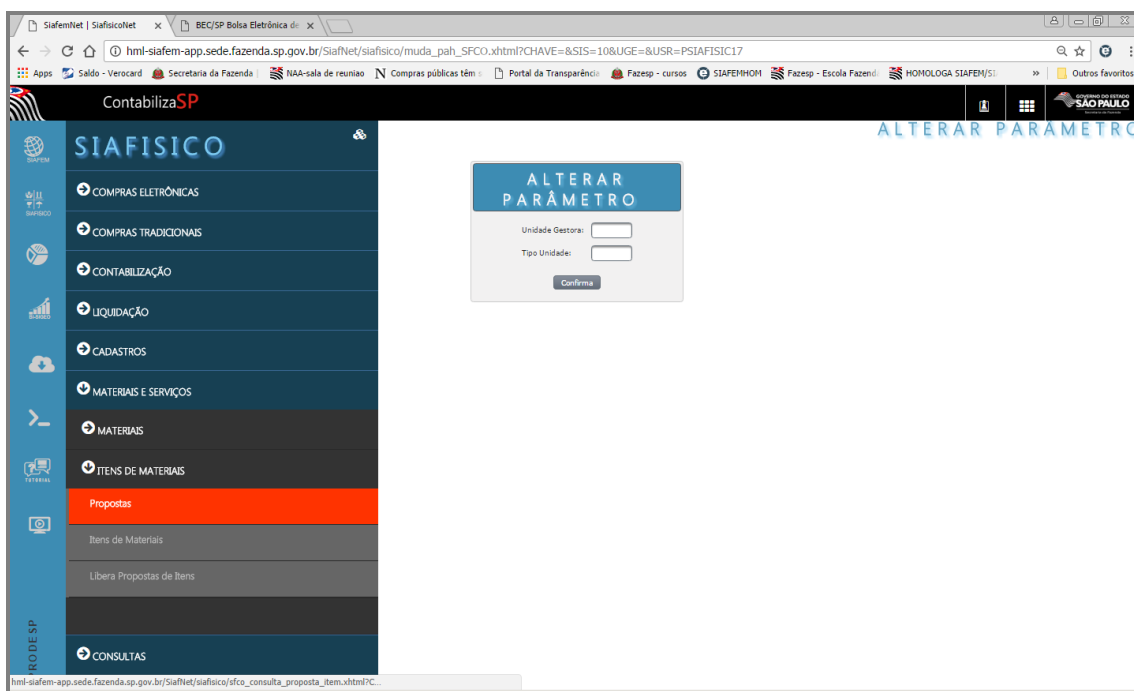 SiafemNet | SiafisicoNet
BEC/SP Bolsa Eletrônica de
hml-siafem-app.sede.fazenda.sp.gov.br/SiafNet/siafisico/muda_pah_SFCO.xhtml?CHAVE=&SIS=10&UGE=&USR=PSIAFISIC17
Apps Saldo - Verocard Secretaria da Fazenda | NAA-sala de reuniao Compras públicas têm s Portal da Transparência Fazesp - cursos SIAFEMHOM Fazesp - Escola Fazend HOMOLOGA SIAFEM/SI » Outros favoritos
ContabilizaSP
GOVERNO DO ESTADO
SÃO PAULO
ALTERAR PARÂMETRO
SIAFEM
SIAFISICO
SIAFISICO
TUTORIAL
PRODESP
COMPRAS ELETRÔNICAS
COMPRAS TRADICIONAIS
CONTABILIZAÇÃO
LIQUIDAÇÃO
CADASTROS
MATERIAIS E SERVIÇOS
MATERIAIS
ITENS DE MATERIAIS
Propostas
Itens de Materiais
Libera Propostas de Itens
CONSULTAS
ALTERAR
PARÂMETRO
Unidade Gestora:
Tipo Unidade:
Confirma
hml-siafem-app.sede.fazenda.sp.gov.br/SiafNet/siafisico/sfco_consulta_proposta_item.xhtml?C...